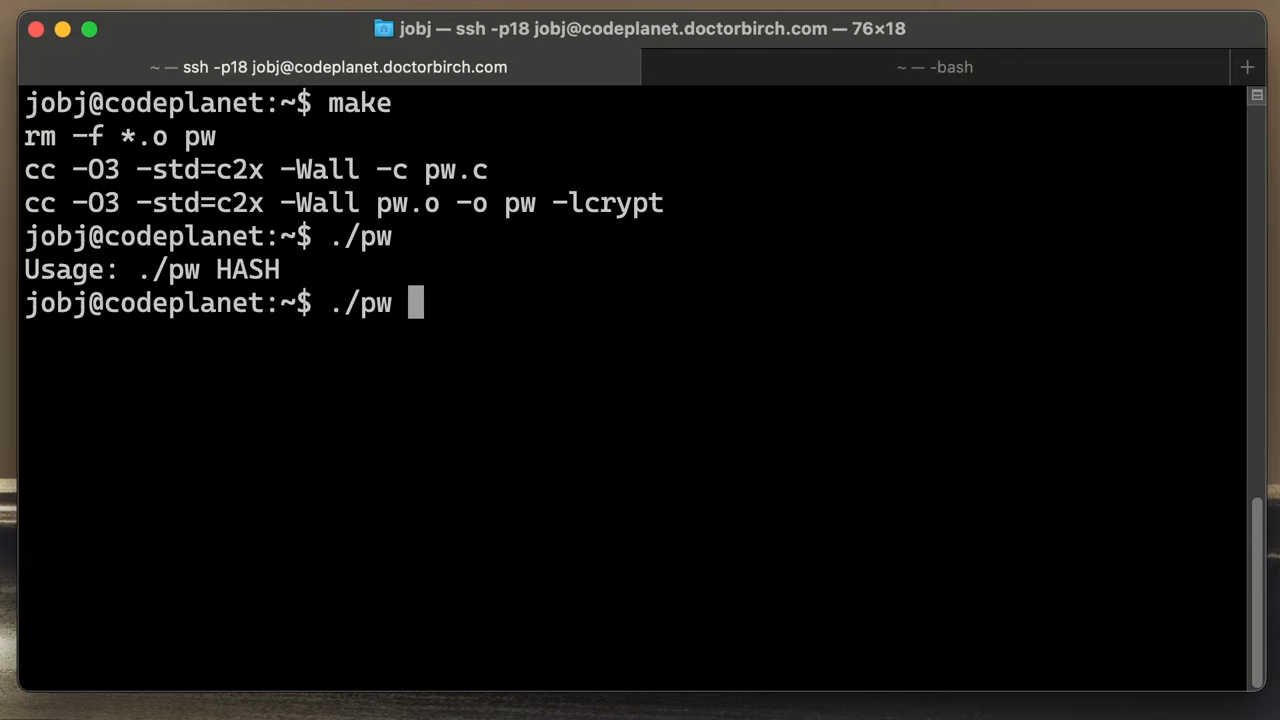 jobj — ssh -p18 jobj@codeplanet.doctorbirch.com — 76×18
~ — ssh -p18 jobj@codeplanet.doctorbirch.com
~ — -bash
+
jobj@codeplanet:~$ make
rm -f *.o pw
cc -O3 -std=c2x -Wall -c pw.c
cc -O3 -std=c2x -Wall pw.o -o pw -lcrypt
jobj@codeplanet:~$ ./pw
Usage: ./pw HASH
jobj@codeplanet:~$ ./pw